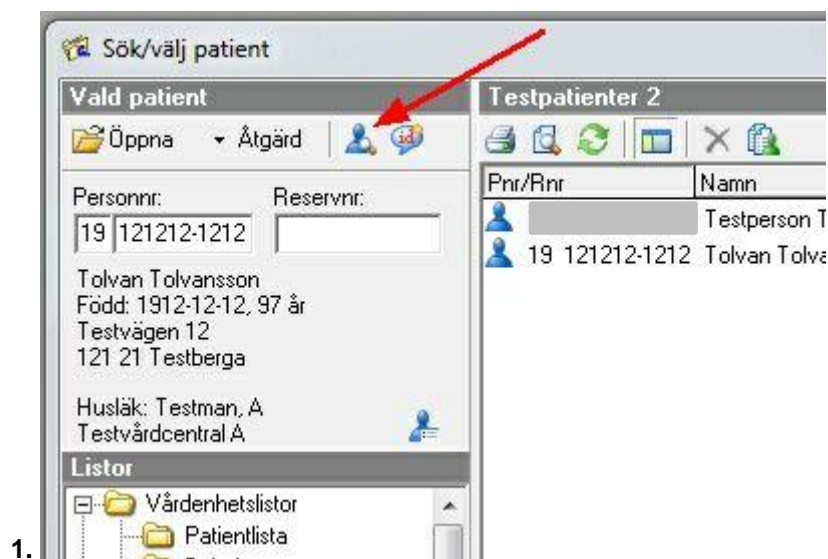 Sök/välj patient
Vald patient
Öppna Åtgärd id
Personnr: Reservnr:
19 121212-1212
Tolvan Tolvansson
Född: 1912-12-12, 97 år
Testvägen 12
121 21 Testberga
Husläk: Testman, A
Testvårdcentral A
Listor
Vårdenhetslistor
Patientlista
1.
Testpatienter 2
Pnr/Rnr Namn
Testperson T
19 121212-1212 Tolvan Tolva